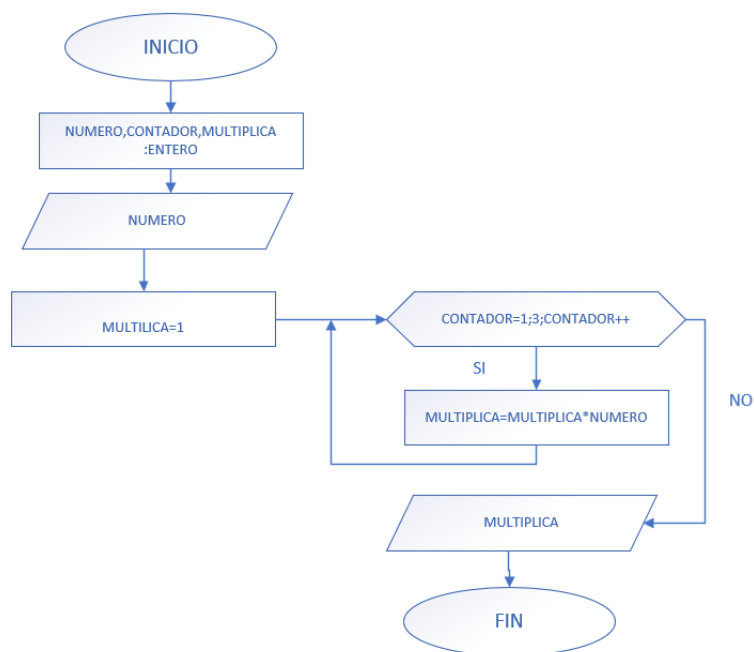 INICIO
NUMERO,CONTADOR,MULTIPLICA
:ENTERO
NUMERO
MULTILICA=1
CONTADOR=1;3;CONTADOR++
SI
NO
MULTIPLICA=MULTIPLICA*NUMERO
MULTIPLICA
FIN